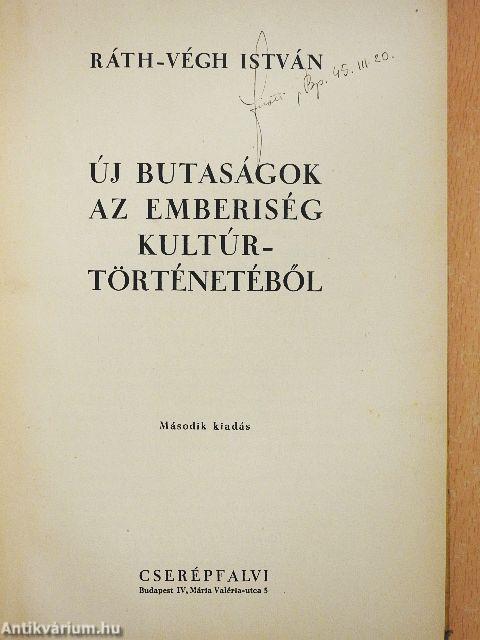 RÁTH-VÉGH ISTVÁN
Bp. 45. III. 20.
ÚJ BUTASÁGOK
AZ EMBERISÉG
KULTÚR-
TÖRTÉNETÉBŐL
Második kiadás
CSERÉPFALVI
Budapest IV, Mária Valéria-utca 5
Antikvárium.hu